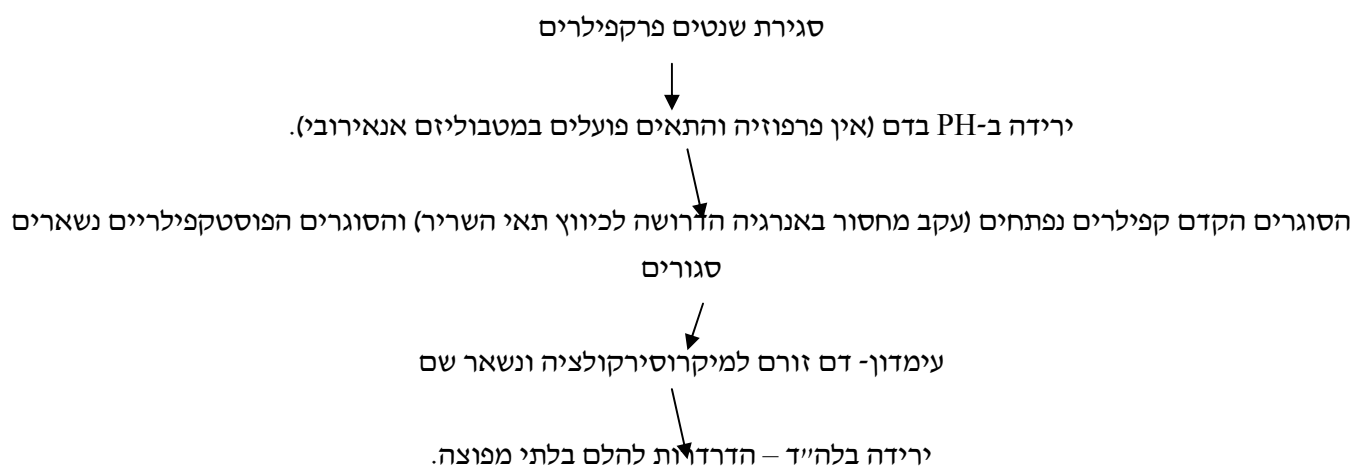 סגירת שנטים פרקפילרים
ירידה ב-PH בדם (אין פרפוזיה והתאים פועלים במטבוליזם אנאירובי).
הסוגרים הקדם קפילרים נפתחים (עקב מחסור באנרגיה הדרושה לכיווץ תאי השריר) והסוגרים הפוסטקפילריים נשארים
סגורים
עימדון- דם זורם למיקרוסירקולציה ונשאר שם
ירידה בלה״ד – הדרדרות להלם בלתי מפוצה.